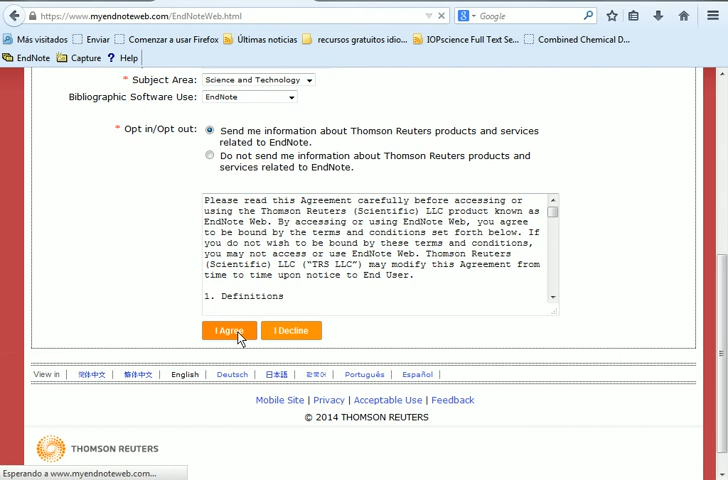 https://www.myendnoteweb.com/EndNoteWeb.html
Google
Más visitados Enviar Comenzar a usar Firefox Últimas noticias recursos gratuitos idio... IOPscience Full Text Se... Combined Chemical D...
EndNote Capture ? Help
* Subject Area: Science and Technology
Bibliographic Software Use: EndNote
* Opt in/Opt out: Send me information about Thomson Reuters products and services
related to EndNote.
Do not send me information about Thomson Reuters products and
services related to EndNote.
Please read this Agreement carefully before accessing or
using the Thomson Reuters (Scientific) LLC product known as
EndNote Web. By accessing or using EndNote Web, you agree
to be bound by the terms and conditions set forth below. If
you do not wish to be bound by these terms and conditions,
you may not access or use EndNote Web. Thomson Reuters
(Scientific) LLC ("TRS LLC") may modify this Agreement from
time to time upon notice to End User.
1. Definitions
I Agree I Decline
View in | 简体中文 | 繁體中文 | English | Deutsch | 日本語 | 한국어 | Português | Español |
Mobile Site | Privacy | Acceptable Use | Feedback
© 2014 THOMSON REUTERS
THOMSON REUTERS
Esperando a www.myendnoteweb.com...